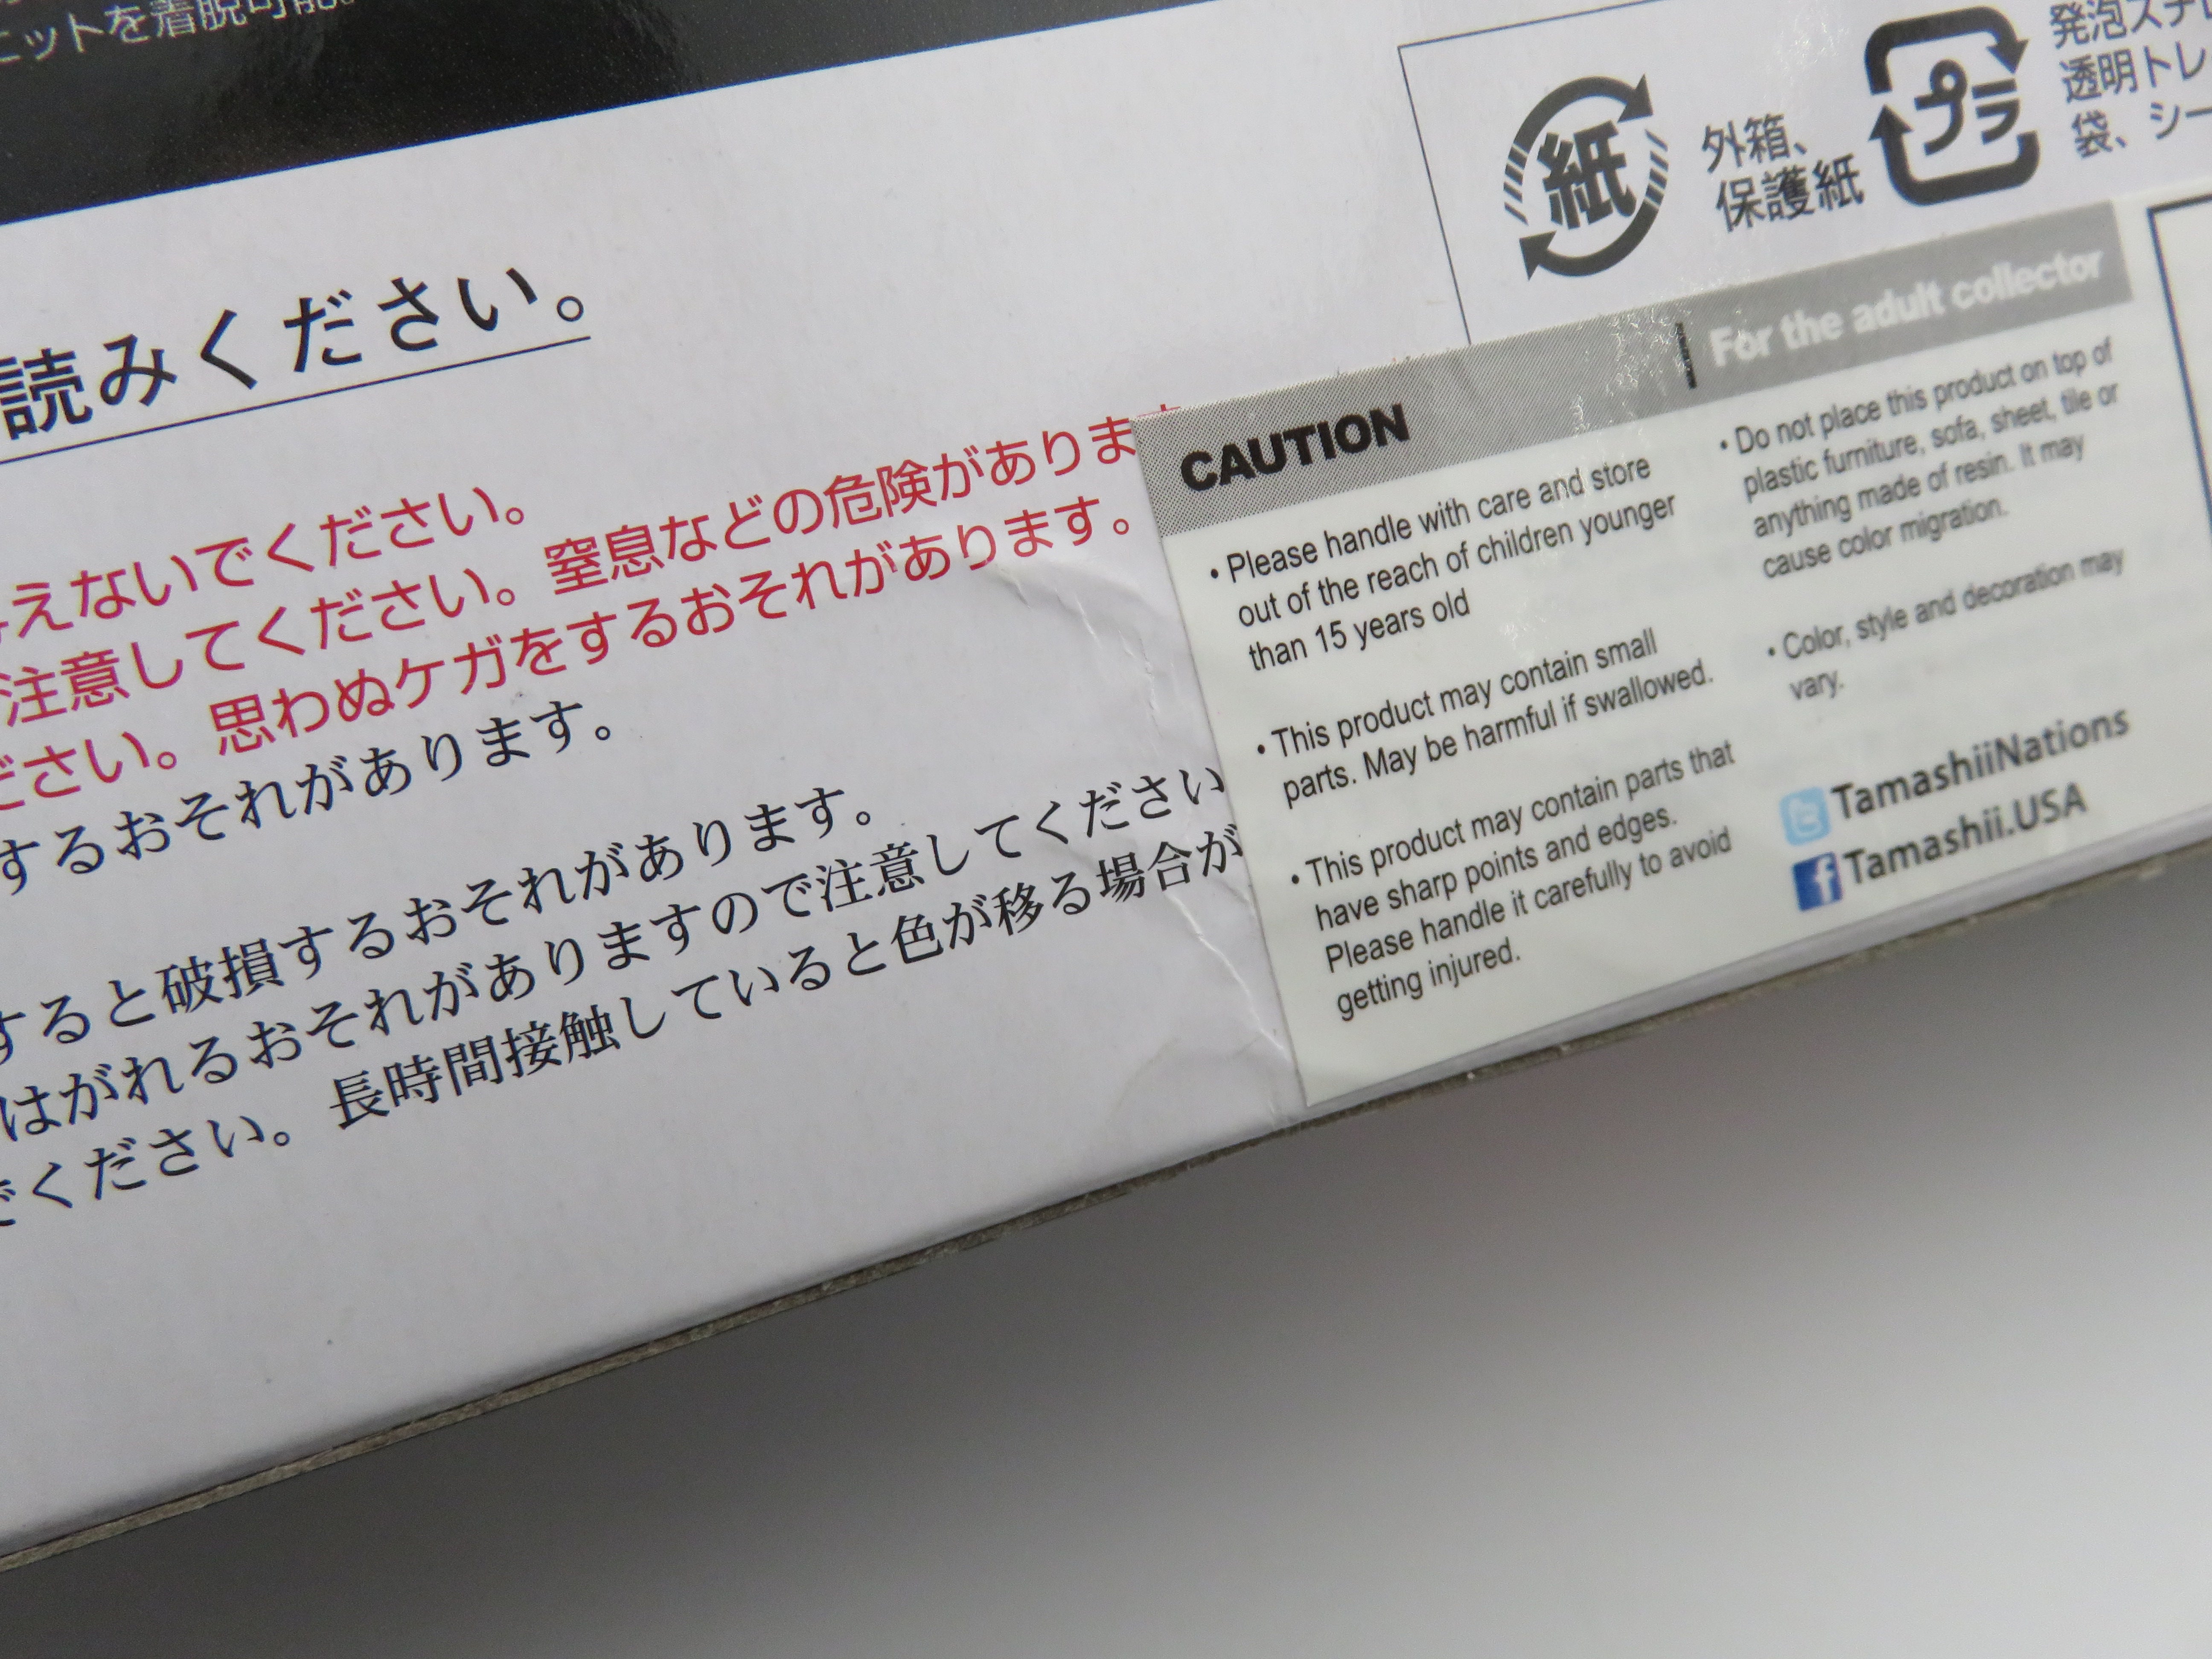 ニットを着脱可能。
読みください。
えないでください。
注意してください。窒息などの危険がありま
ださい。思わぬケガをするおそれがあります。
するおそれがあります。
すると破損するおそれがあります。
はがれるおそれがありますので注意してください
でください。長時間接触していると色が移る場合が
紙
外箱、
保護紙
プラ
発泡スチロ
透明トレ
袋、シー
CAUTION
For the adult collector
• Please handle with care and store
out of the reach of children younger
than 15 years old
• This product may contain small
parts. May be harmful if swallowed.
• This product may contain parts that
have sharp points and edges.
Please handle it carefully to avoid
getting injured.
• Do not place this product on top of
plastic furniture, sofa, sheet, tile or
anything made of resin. It may
cause color migration.
• Color, style and decoration may
vary.
TamashiiNations
f Tamashii.USA